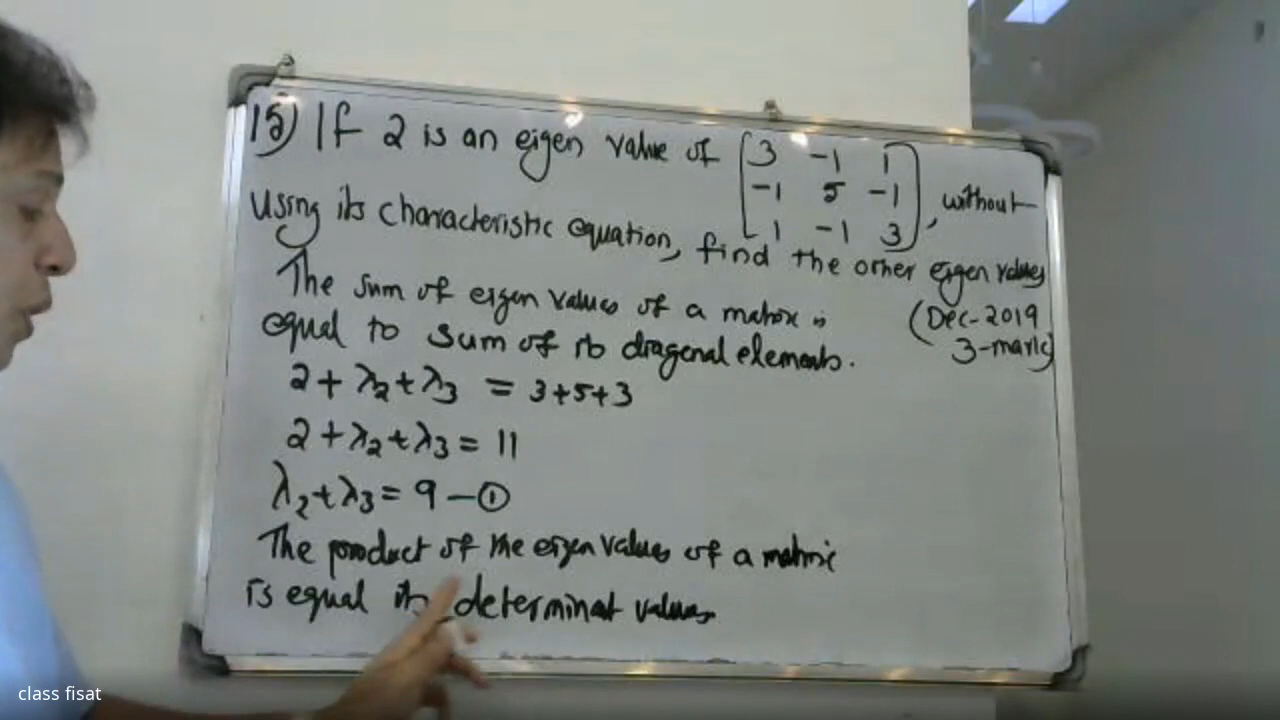 15) If 2 is an eigen value of [3 -1 1
-1 5 -1
1 -1 3], without
Using its characteristic equation, find the other eigen values
(Dec-2019
3-mark)
The sum of eigen values of a matrix is
equal to sum of its diagonal elements.
2+λ2+λ3 = 3+5+3
2+λ2+λ3 = 11
λ2+λ3 = 9 —①
The product of the eigen values of a matrix
is equal its determinat values
class fisat